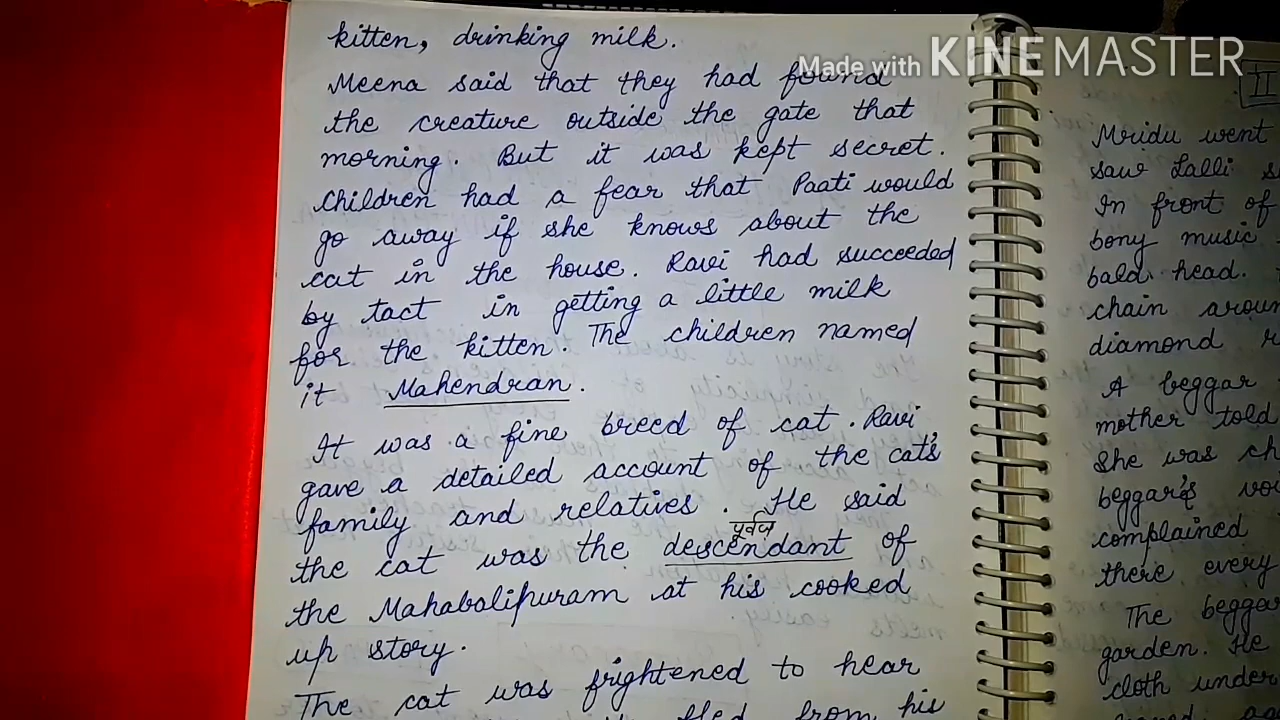 kitten, drinking milk.
Meena said that they had found
the creature outside the gate that
morning. But it was kept secret.
Children had a fear that Paati would
go away if she knows about the
cat in the house. Ravi had succeeded
by tact in getting a little milk
for the kitten. The children named
it Mahendran.
It was a fine breed of cat. Ravi
gave a detailed account of the cat's
family and relatives. He said
पूर्वज
the cat was the descendant of
the Mahabalipuram at his cooked
up story.
The cat was frightened to hear
fled from his
Made with KINEMASTER
II
Mridu went
saw Lalli
In front of
bony music
bald head.
chain around
diamond
A beggar
mother told
She was
beggar's
complained
there every
The beggar
garden. He
cloth under